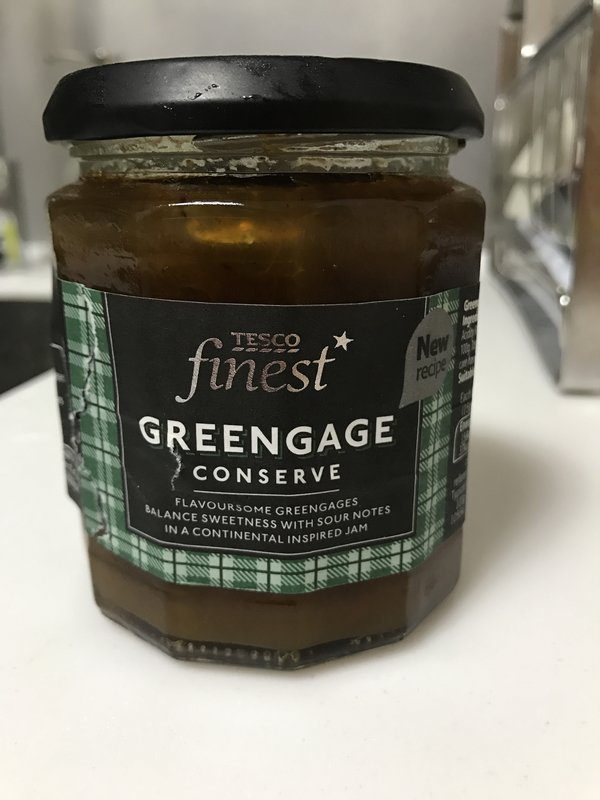 TESCO
finest
GREENGAGE
CONSERVE
FLAVOURSOME GREENGAGES
BALANCE SWEETNESS WITH SOUR NOTES
IN A CONTINENTAL INSPIRED JAM
New
recipe